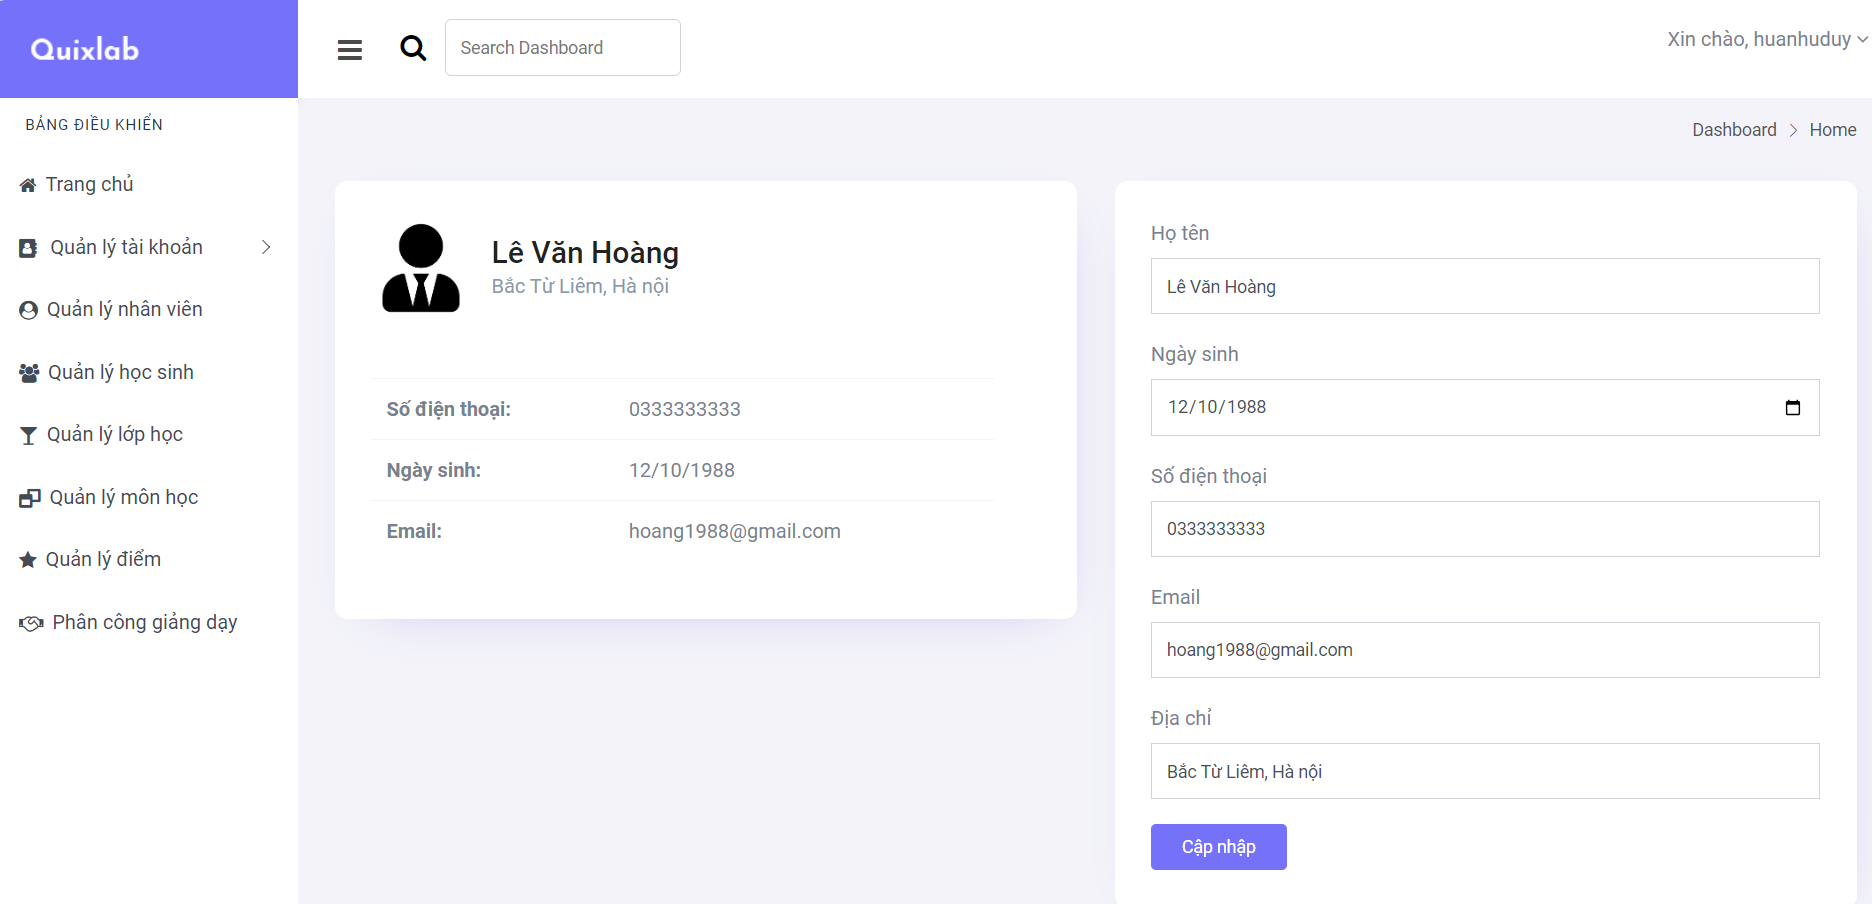 Quixlab
Search Dashboard
Xin chào, huanhuduy
BẢNG ĐIỀU KHIỂN
Trang chủ
Quản lý tài khoản
Quản lý nhân viên
Quản lý học sinh
Quản lý lớp học
Quản lý môn học
Quản lý điểm
Phân công giảng dạy
Dashboard > Home
Lê Văn Hoàng
Bắc Từ Liêm, Hà nội
Số điện thoại: 0333333333
Ngày sinh: 12/10/1988
Email: hoang1988@gmail.com
Họ tên
Lê Văn Hoàng
Ngày sinh
12/10/1988
Số điện thoại
0333333333
Email
hoang1988@gmail.com
Địa chỉ
Bắc Từ Liêm, Hà nội
Cập nhập